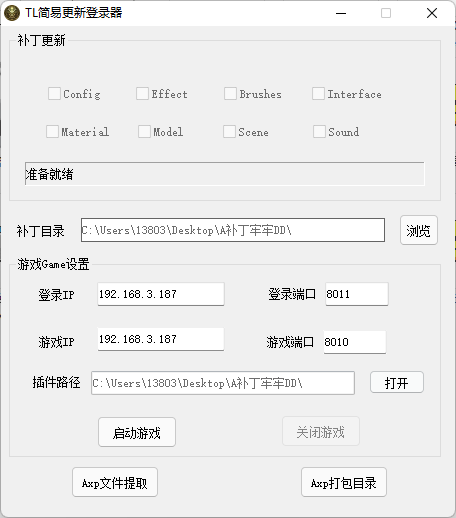 TL简易更新登录器
补丁更新
Config Effect Brushes Interface
Material Model Scene Sound
准备就绪
补丁目录 C:\Users\13803\Desktop\A补丁牢牢DD\ 浏览
游戏Game设置
登录IP 192.168.3.187 登录端口 8011
游戏IP 192.168.3.187 游戏端口 8010
插件路径 C:\Users\13803\Desktop\A补丁牢牢DD\ 打开
启动游戏 关闭游戏
Axp文件提取 Axp打包目录